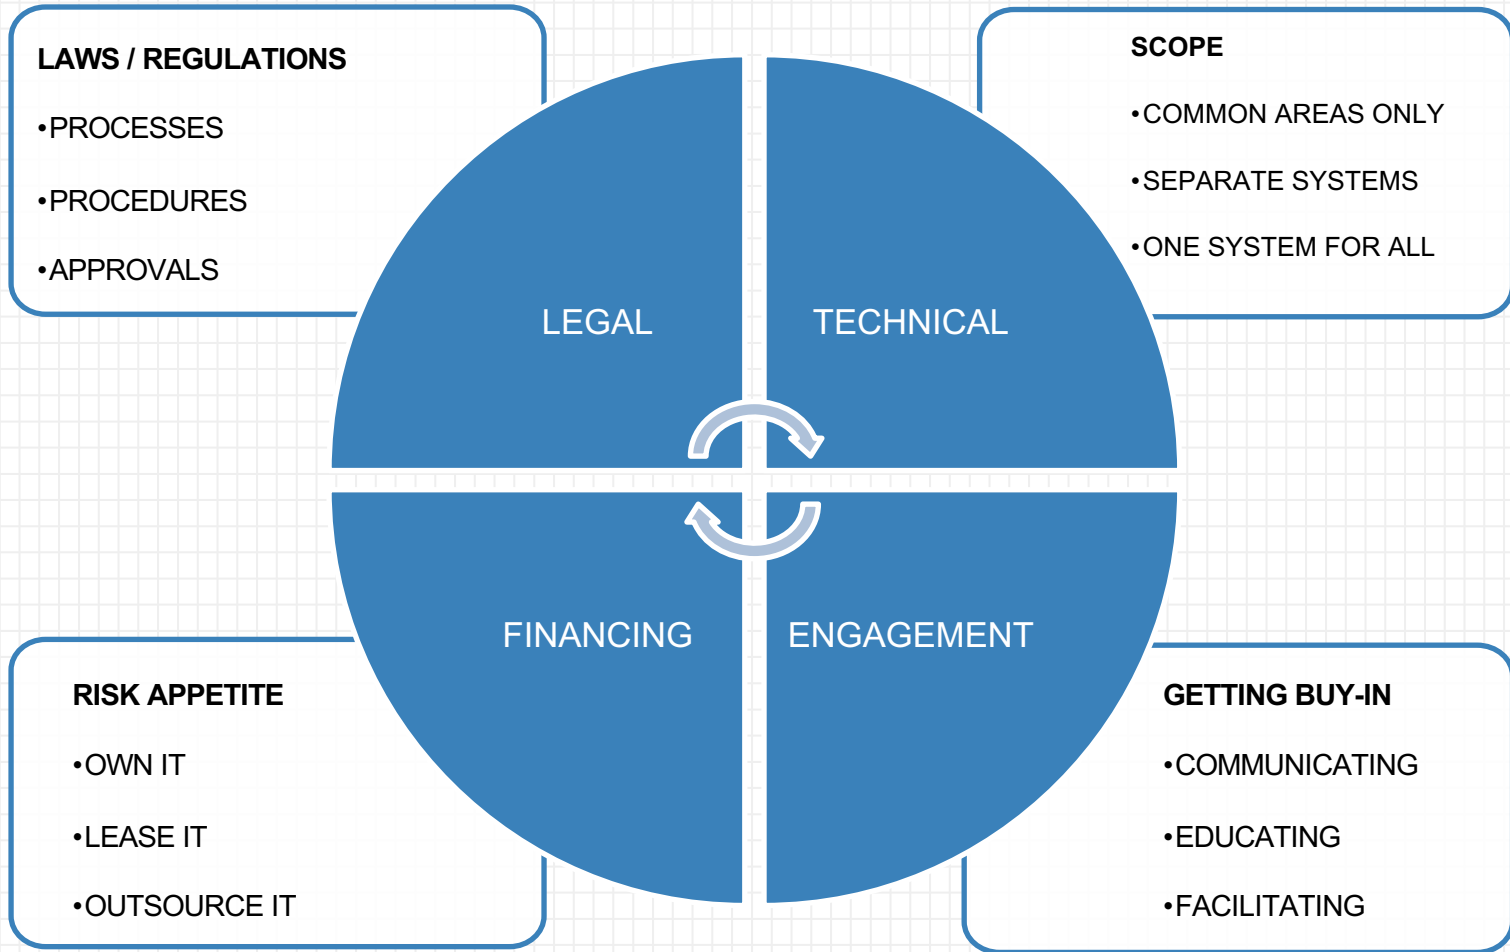 LAWS / REGULATIONS
•PROCESSES
•PROCEDURES
•APPROVALS
SCOPE
•COMMON AREAS ONLY
•SEPARATE SYSTEMS
•ONE SYSTEM FOR ALL
LEGAL
TECHNICAL
FINANCING
ENGAGEMENT
RISK APPETITE
•OWN IT
•LEASE IT
•OUTSOURCE IT
GETTING BUY-IN
•COMMUNICATING
•EDUCATING
•FACILITATING